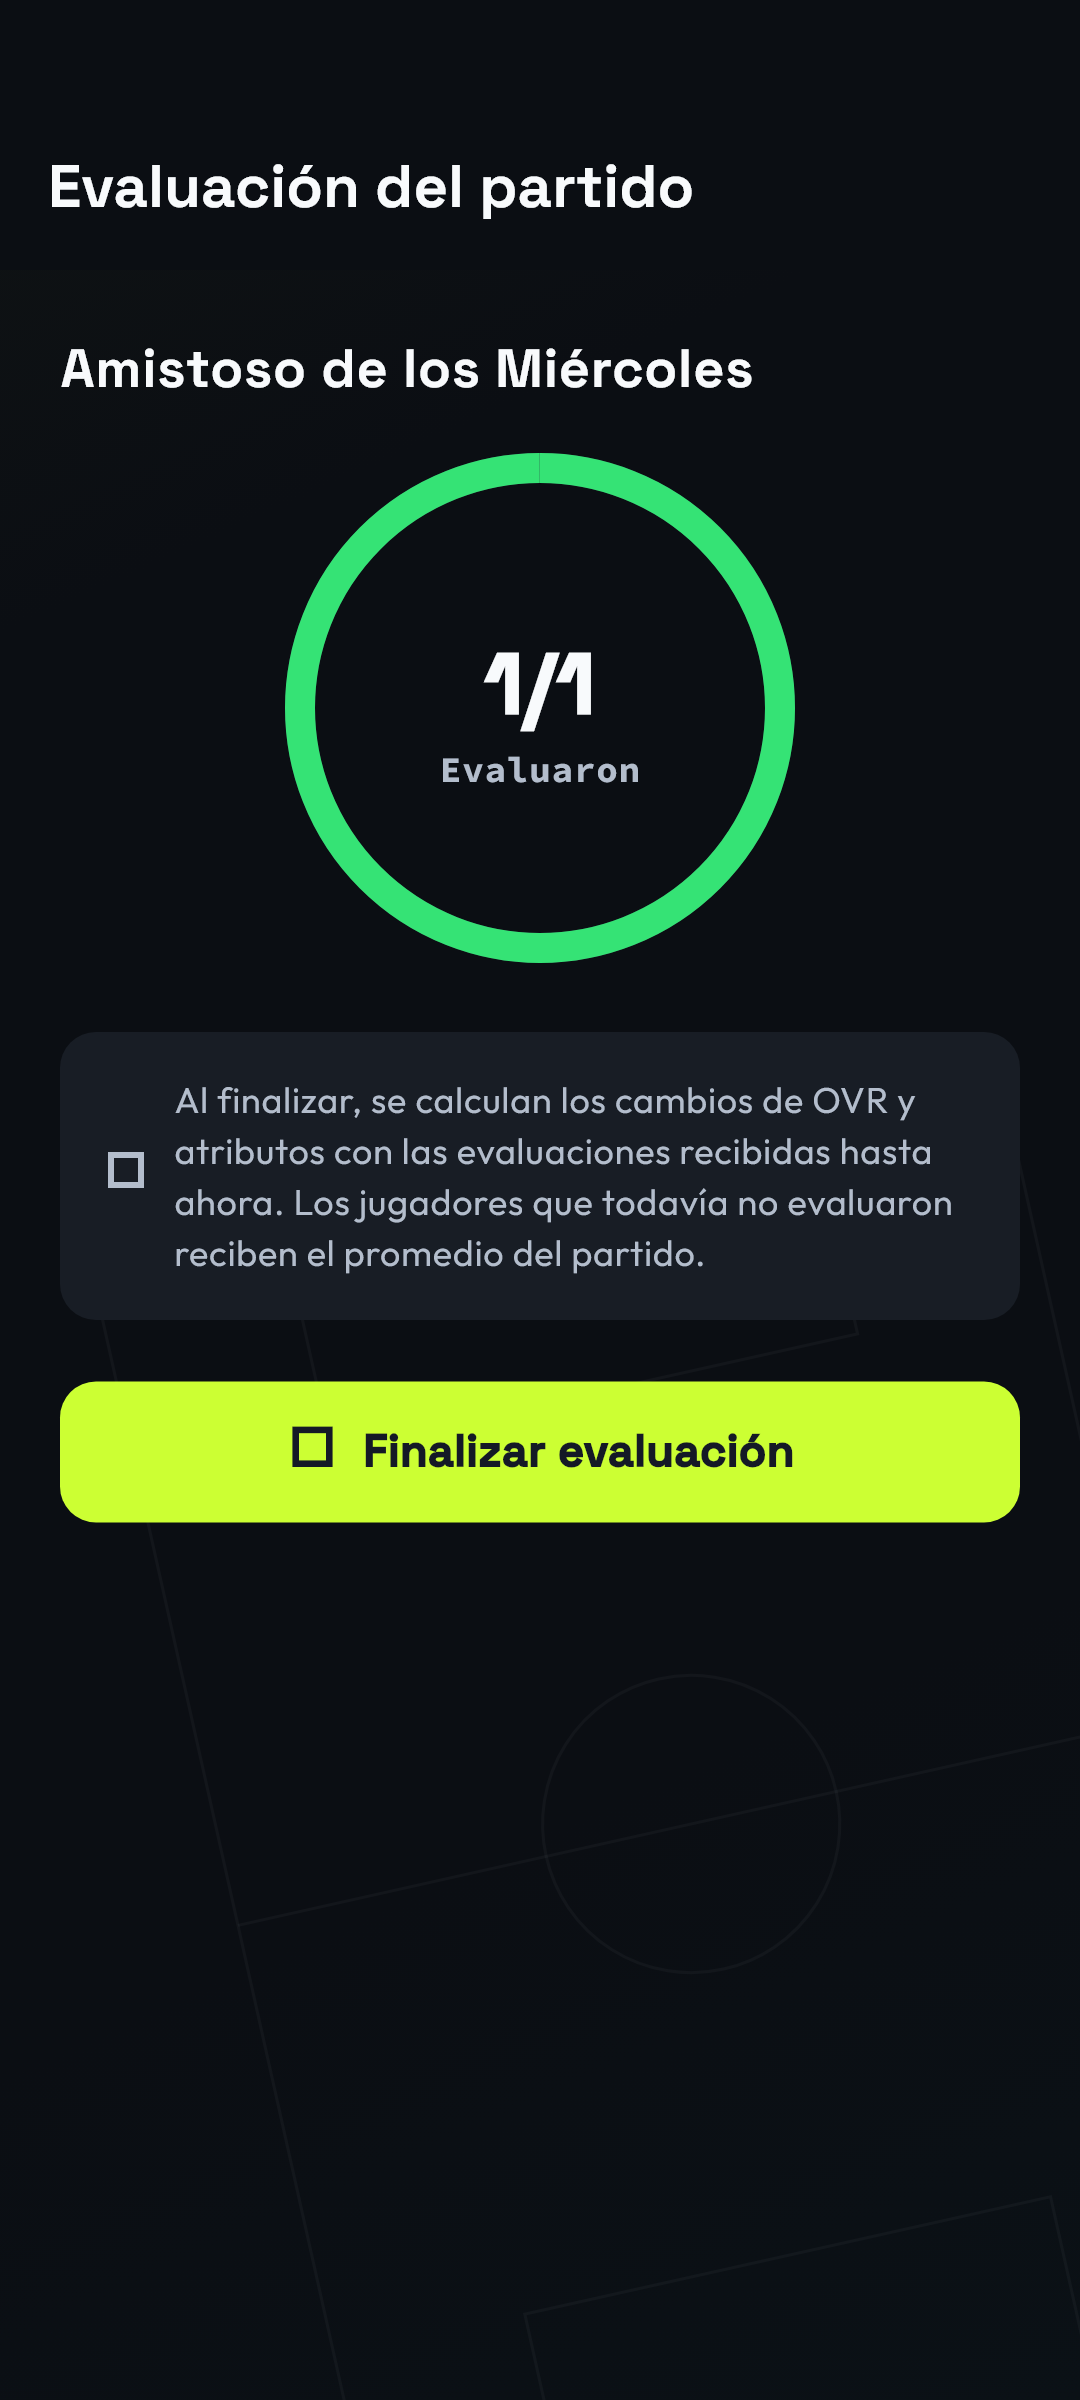 Evaluación del partido
Amistoso de los Miércoles
1/1
Evaluaron
Al finalizar, se calculan los cambios de OVR y
atributos con las evaluaciones recibidas hasta
ahora. Los jugadores que todavía no evaluaron
reciben el promedio del partido.
Finalizar evaluación